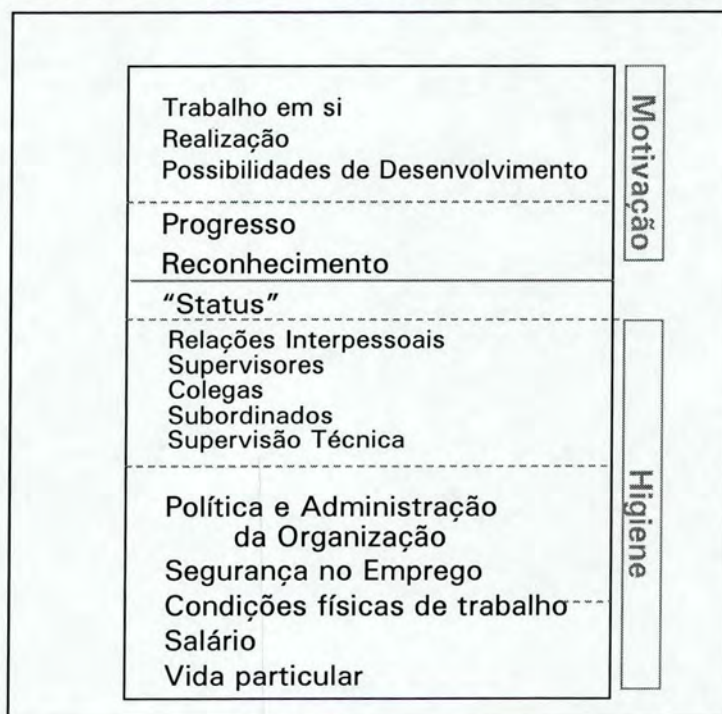 Trabalho em si
Realização
Possibilidades de Desenvolvimento
Progresso
Reconhecimento
“Status”
Relações Interpessoais
Supervisores
Colegas
Subordinados
Supervisão Técnica
Política e Administração
da Organização
Segurança no Emprego
Condições físicas de trabalho
Salário
Vida particular
Motivação
Higiene